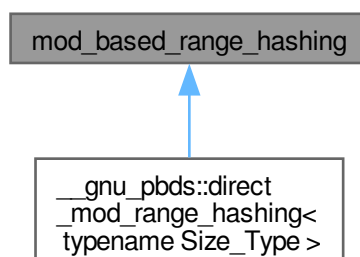 mod_based_range_hashing
__gnu_pbds::direct
_mod_range_hashing<
typename Size_Type >